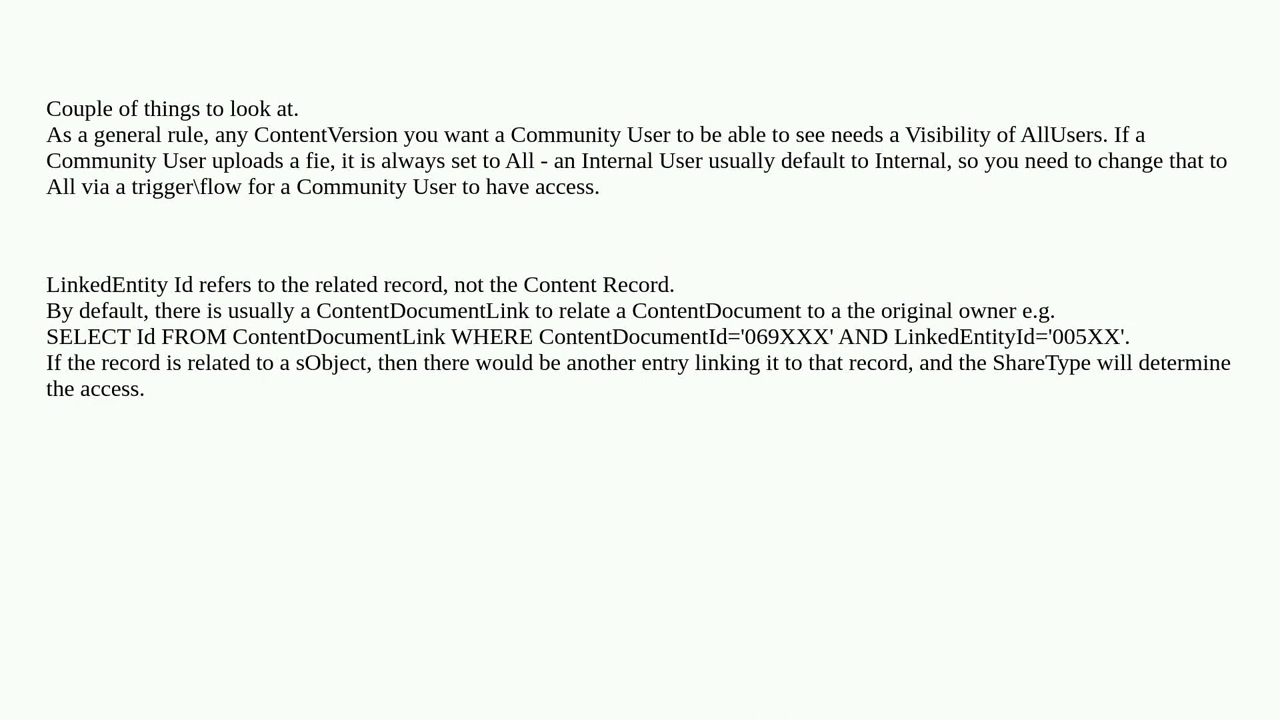 Couple of things to look at.
As a general rule, any ContentVersion you want a Community User to be able to see needs a Visibility of AllUsers. If a
Community User uploads a fie, it is always set to All - an Internal User usually default to Internal, so you need to change that to
All via a trigger\flow for a Community User to have access.
LinkedEntity Id refers to the related record, not the Content Record.
By default, there is usually a ContentDocumentLink to relate a ContentDocument to a the original owner e.g.
SELECT Id FROM ContentDocumentLink WHERE ContentDocumentId='069XXX' AND LinkedEntityId='005XX'.
If the record is related to a sObject, then there would be another entry linking it to that record, and the ShareType will determine
the access.